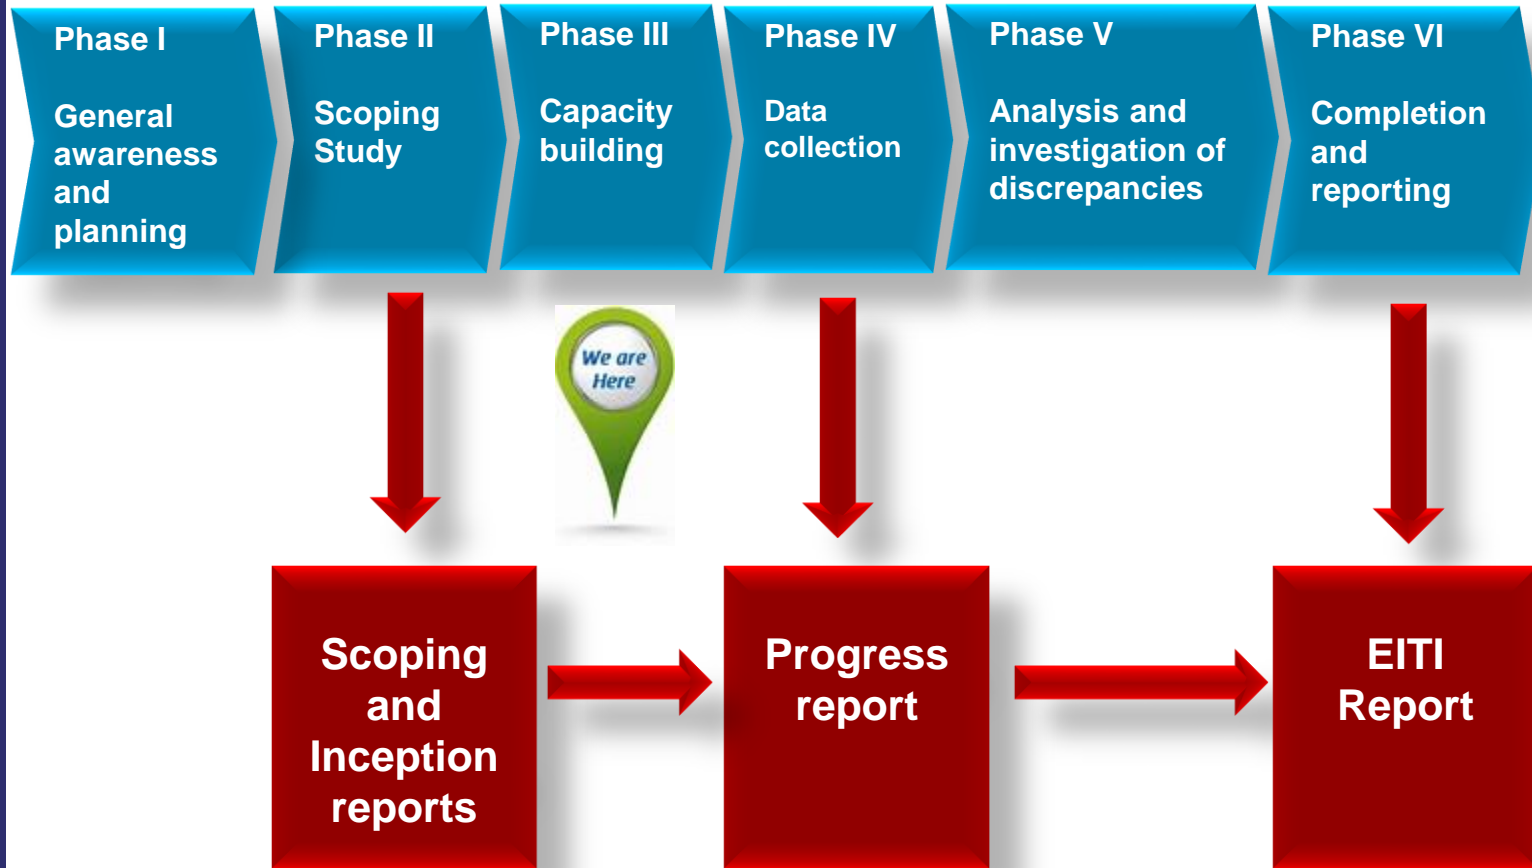 Phase I
General
awareness
and
planning
Phase II
Scoping
Study
Phase III
Capacity
building
Phase IV
Data
collection
Phase V
Analysis and
investigation of
discrepancies
Phase VI
Completion
and
reporting
We are
Here
Scoping
and
Inception
reports
Progress
report
EITI
Report